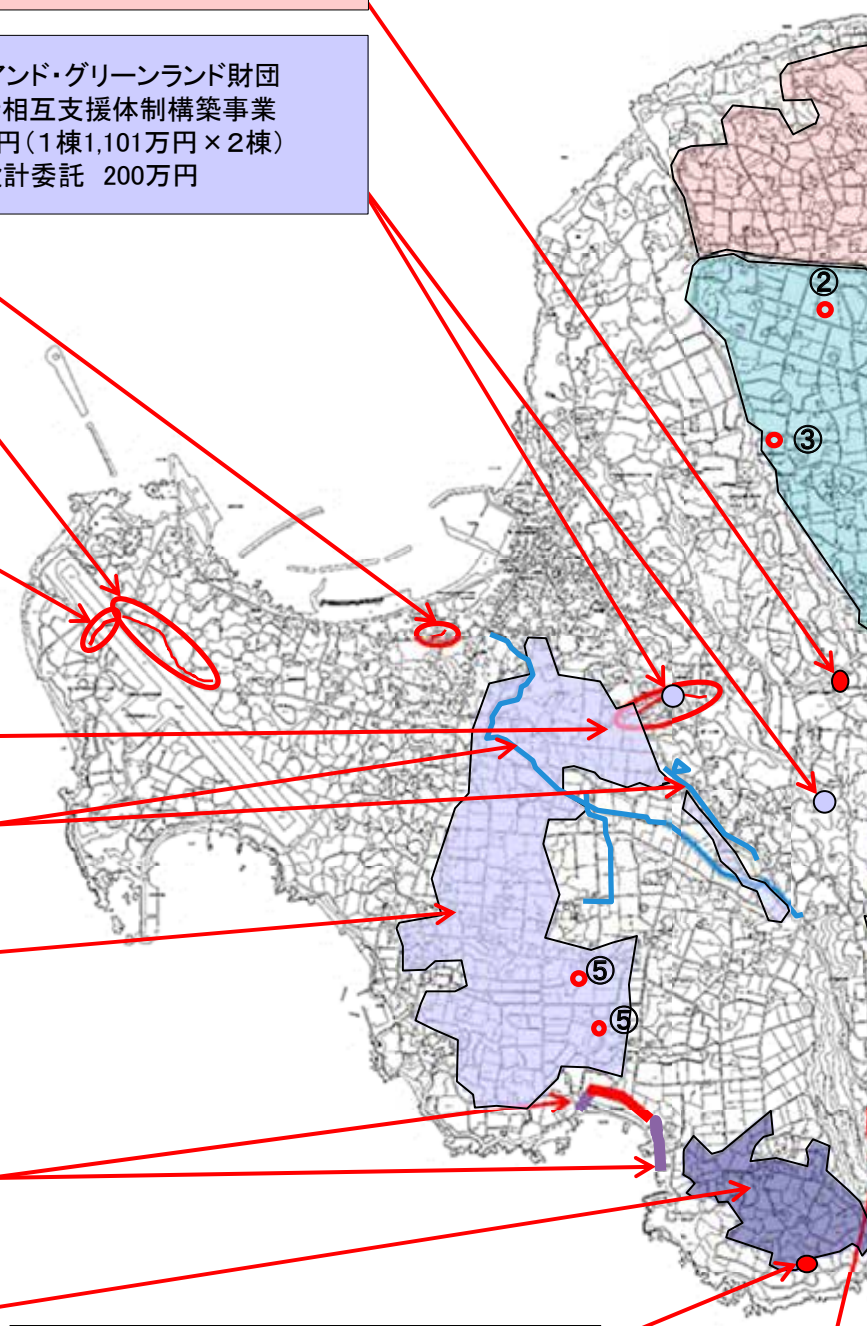 アンド・グリーンランド財団
相互支援体制構築事業
円(1棟1,101万円×2棟)
計委託 200万円
②
③
⑤
⑤